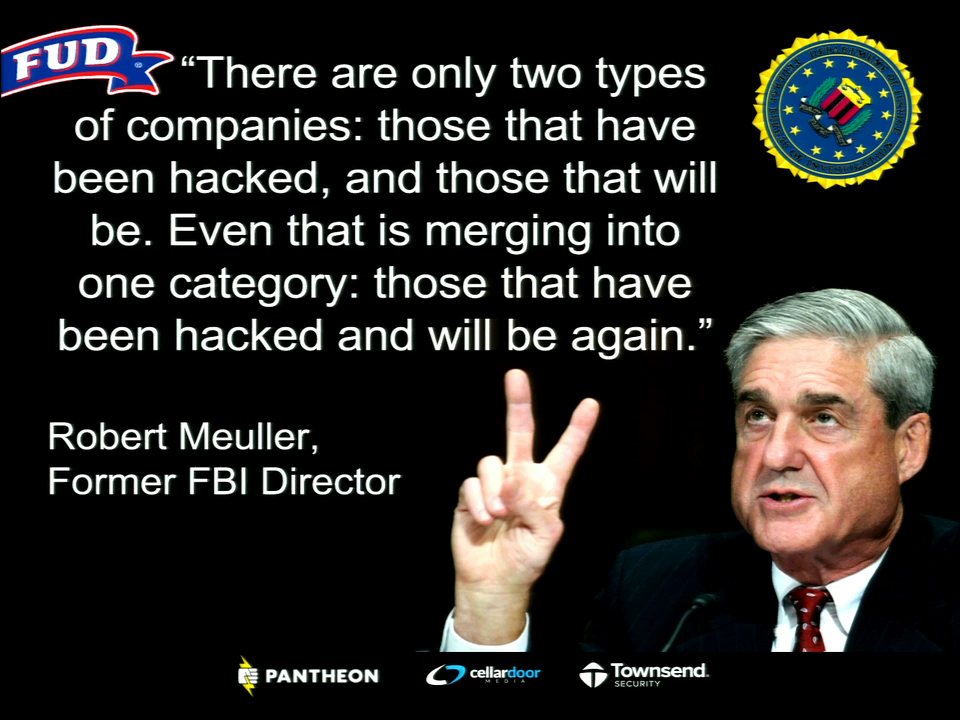 FUD
“There are only two types
of companies: those that have
been hacked, and those that will
be. Even that is merging into
one category: those that have
been hacked and will be again.”
Robert Meuller,
Former FBI Director
PANTHEON
cellardoor
MEDIA
Townsend
SECURITY